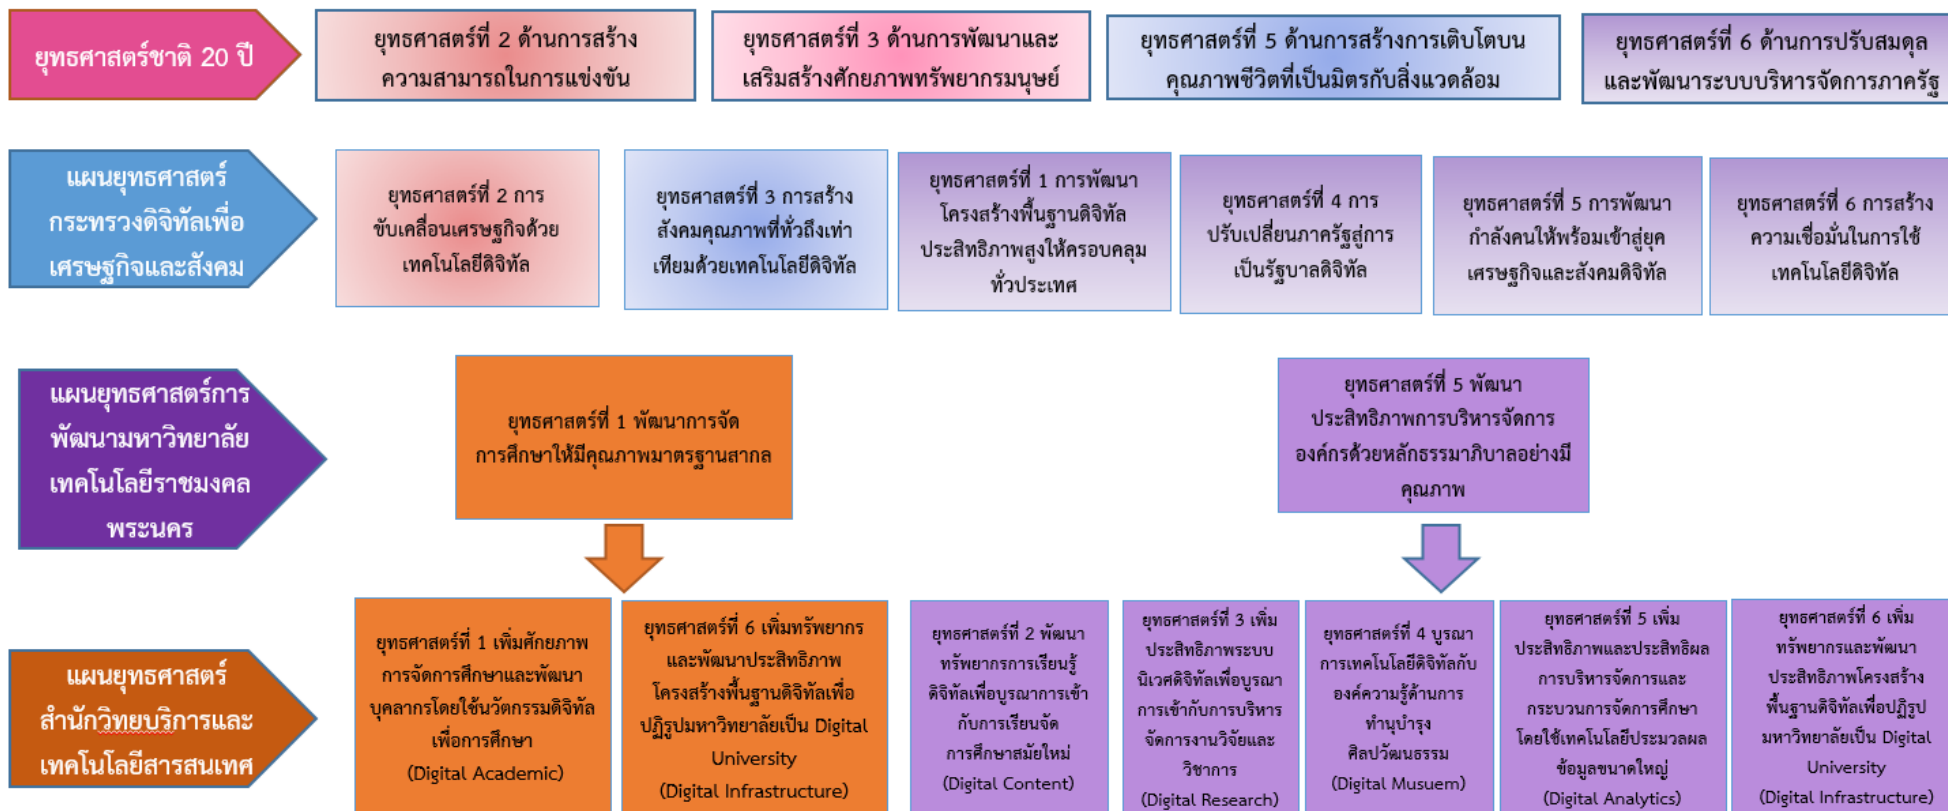 ยุทธศาสตร์ชาติ 20 ปี
ยุทธศาสตร์ที่ 2 ด้านการสร้าง
ความสามารถในการแข่งขัน
ยุทธศาสตร์ที่ 3 ด้านการพัฒนาและ
เสริมสร้างศักยภาพทรัพยากรมนุษย์
ยุทธศาสตร์ที่ 5 ด้านการสร้างการเติบโตบน
คุณภาพชีวิตที่เป็นมิตรกับสิ่งแวดล้อม
ยุทธศาสตร์ที่ 6 ด้านการปรับสมดุล
และพัฒนาระบบบริหารจัดการภาครัฐ
แผนยุทธศาสตร์
กระทรวงดิจิทัลเพื่อ
เศรษฐกิจและสังคม
ยุทธศาสตร์ที่ 2 การ
ขับเคลื่อนเศรษฐกิจด้วย
เทคโนโลยีดิจิทัล
ยุทธศาสตร์ที่ 3 การสร้าง
สังคมคุณภาพที่ทั่วถึงเท่า
เทียมด้วยเทคโนโลยีดิจิทัล
ยุทธศาสตร์ที่ 1 การพัฒนา
โครงสร้างพื้นฐานดิจิทัล
ประสิทธิภาพสูงให้ครอบคลุม
ทั่วประเทศ
ยุทธศาสตร์ที่ 4 การ
ปรับเปลี่ยนภาครัฐสู่การ
เป็นรัฐบาลดิจิทัล
ยุทธศาสตร์ที่ 5 การพัฒนา
กำลังคนให้พร้อมเข้าสู่ยุค
เศรษฐกิจและสังคมดิจิทัล
ยุทธศาสตร์ที่ 6 การสร้าง
ความเชื่อมั่นในการใช้
เทคโนโลยีดิจิทัล
แผนยุทธศาสตร์การ
พัฒนามหาวิทยาลัย
เทคโนโลยีราชมงคล
พระนคร
ยุทธศาสตร์ที่ 1 พัฒนาการจัด
การศึกษาให้มีคุณภาพมาตรฐานสากล
ยุทธศาสตร์ที่ 5 พัฒนา
ประสิทธิภาพการบริหารจัดการ
องค์กรด้วยหลักธรรมาภิบาลอย่างมี
คุณภาพ
แผนยุทธศาสตร์
สำนักวิทยบริการและ
เทคโนโลยีสารสนเทศ
ยุทธศาสตร์ที่ 1 เพิ่มศักยภาพ
การจัดการศึกษาและพัฒนา
บุคลากรโดยใช้นวัตกรรมดิจิทัล
เพื่อการศึกษา
(Digital Academic)
ยุทธศาสตร์ที่ 6 เพิ่มทรัพยากร
และพัฒนาประสิทธิภาพ
โครงสร้างพื้นฐานดิจิทัลเพื่อ
ปฏิรูปมหาวิทยาลัยเป็น Digital
University
(Digital Infrastructure)
ยุทธศาสตร์ที่ 2 พัฒนา
ทรัพยากรการเรียนรู้
ดิจิทัลเพื่อบูรณาการเข้า
กับการเรียนจัด
การศึกษาสมัยใหม่
(Digital Content)
ยุทธศาสตร์ที่ 3 เพิ่ม
ประสิทธิภาพระบบ
นิเวศดิจิทัลเพื่อบูรณา
การเข้ากับการบริหาร
จัดการงานวิจัยและ
วิชาการ
(Digital Research)
ยุทธศาสตร์ที่ 4 บูรณา
การเทคโนโลยีดิจิทัลกับ
องค์ความรู้ด้านการ
ทำนุบำรุง
ศิลปวัฒนธรรม
(Digital Musuem)
ยุทธศาสตร์ที่ 5 เพิ่ม
ประสิทธิภาพและประสิทธิผล
การบริหารจัดการและ
กระบวนการจัดการศึกษา
โดยใช้เทคโนโลยีประมวลผล
ข้อมูลขนาดใหญ่
(Digital Analytics)
ยุทธศาสตร์ที่ 6 เพิ่ม
ทรัพยากรและพัฒนา
ประสิทธิภาพโครงสร้าง
พื้นฐานดิจิทัลเพื่อปฏิรูป
มหาวิทยาลัยเป็น Digital
University
(Digital Infrastructure)